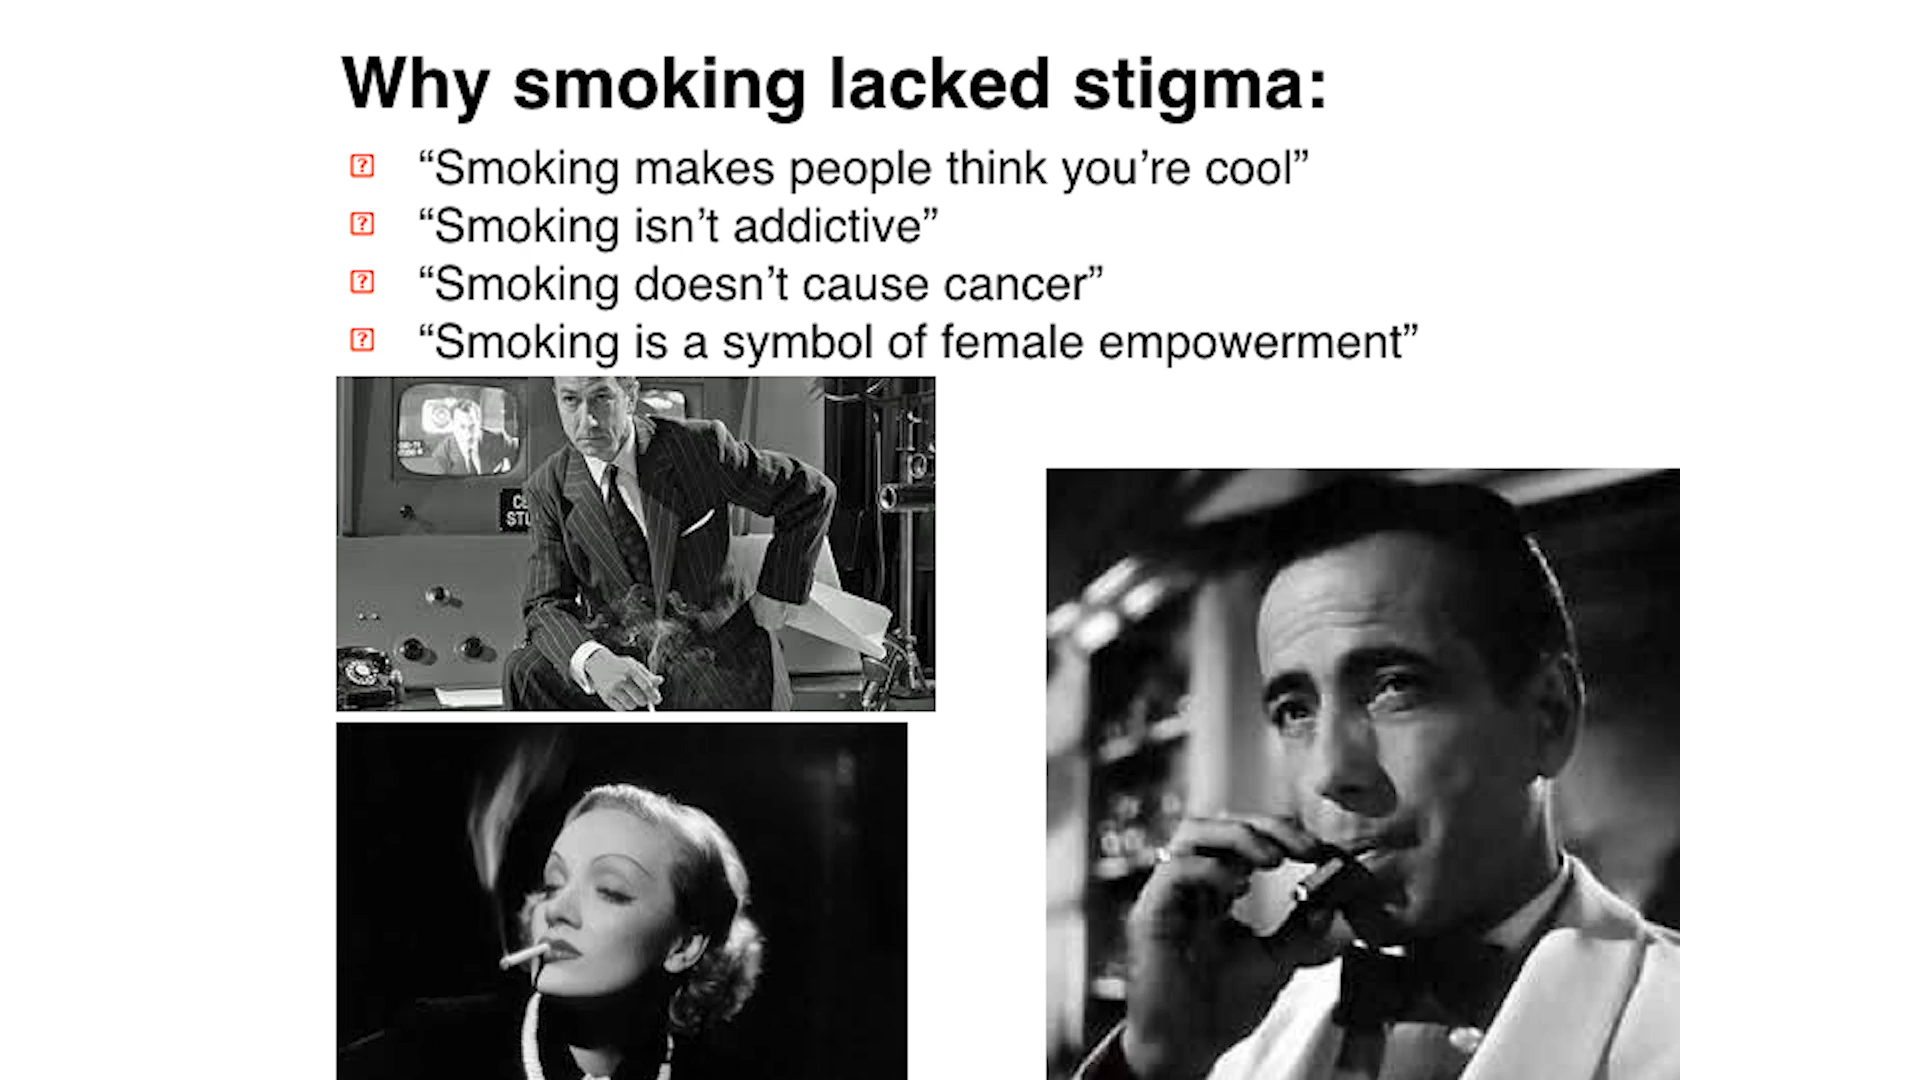 Why smoking lacked stigma:
“Smoking makes people think you’re cool”
“Smoking isn’t addictive”
“Smoking doesn’t cause cancer”
“Smoking is a symbol of female empowerment”